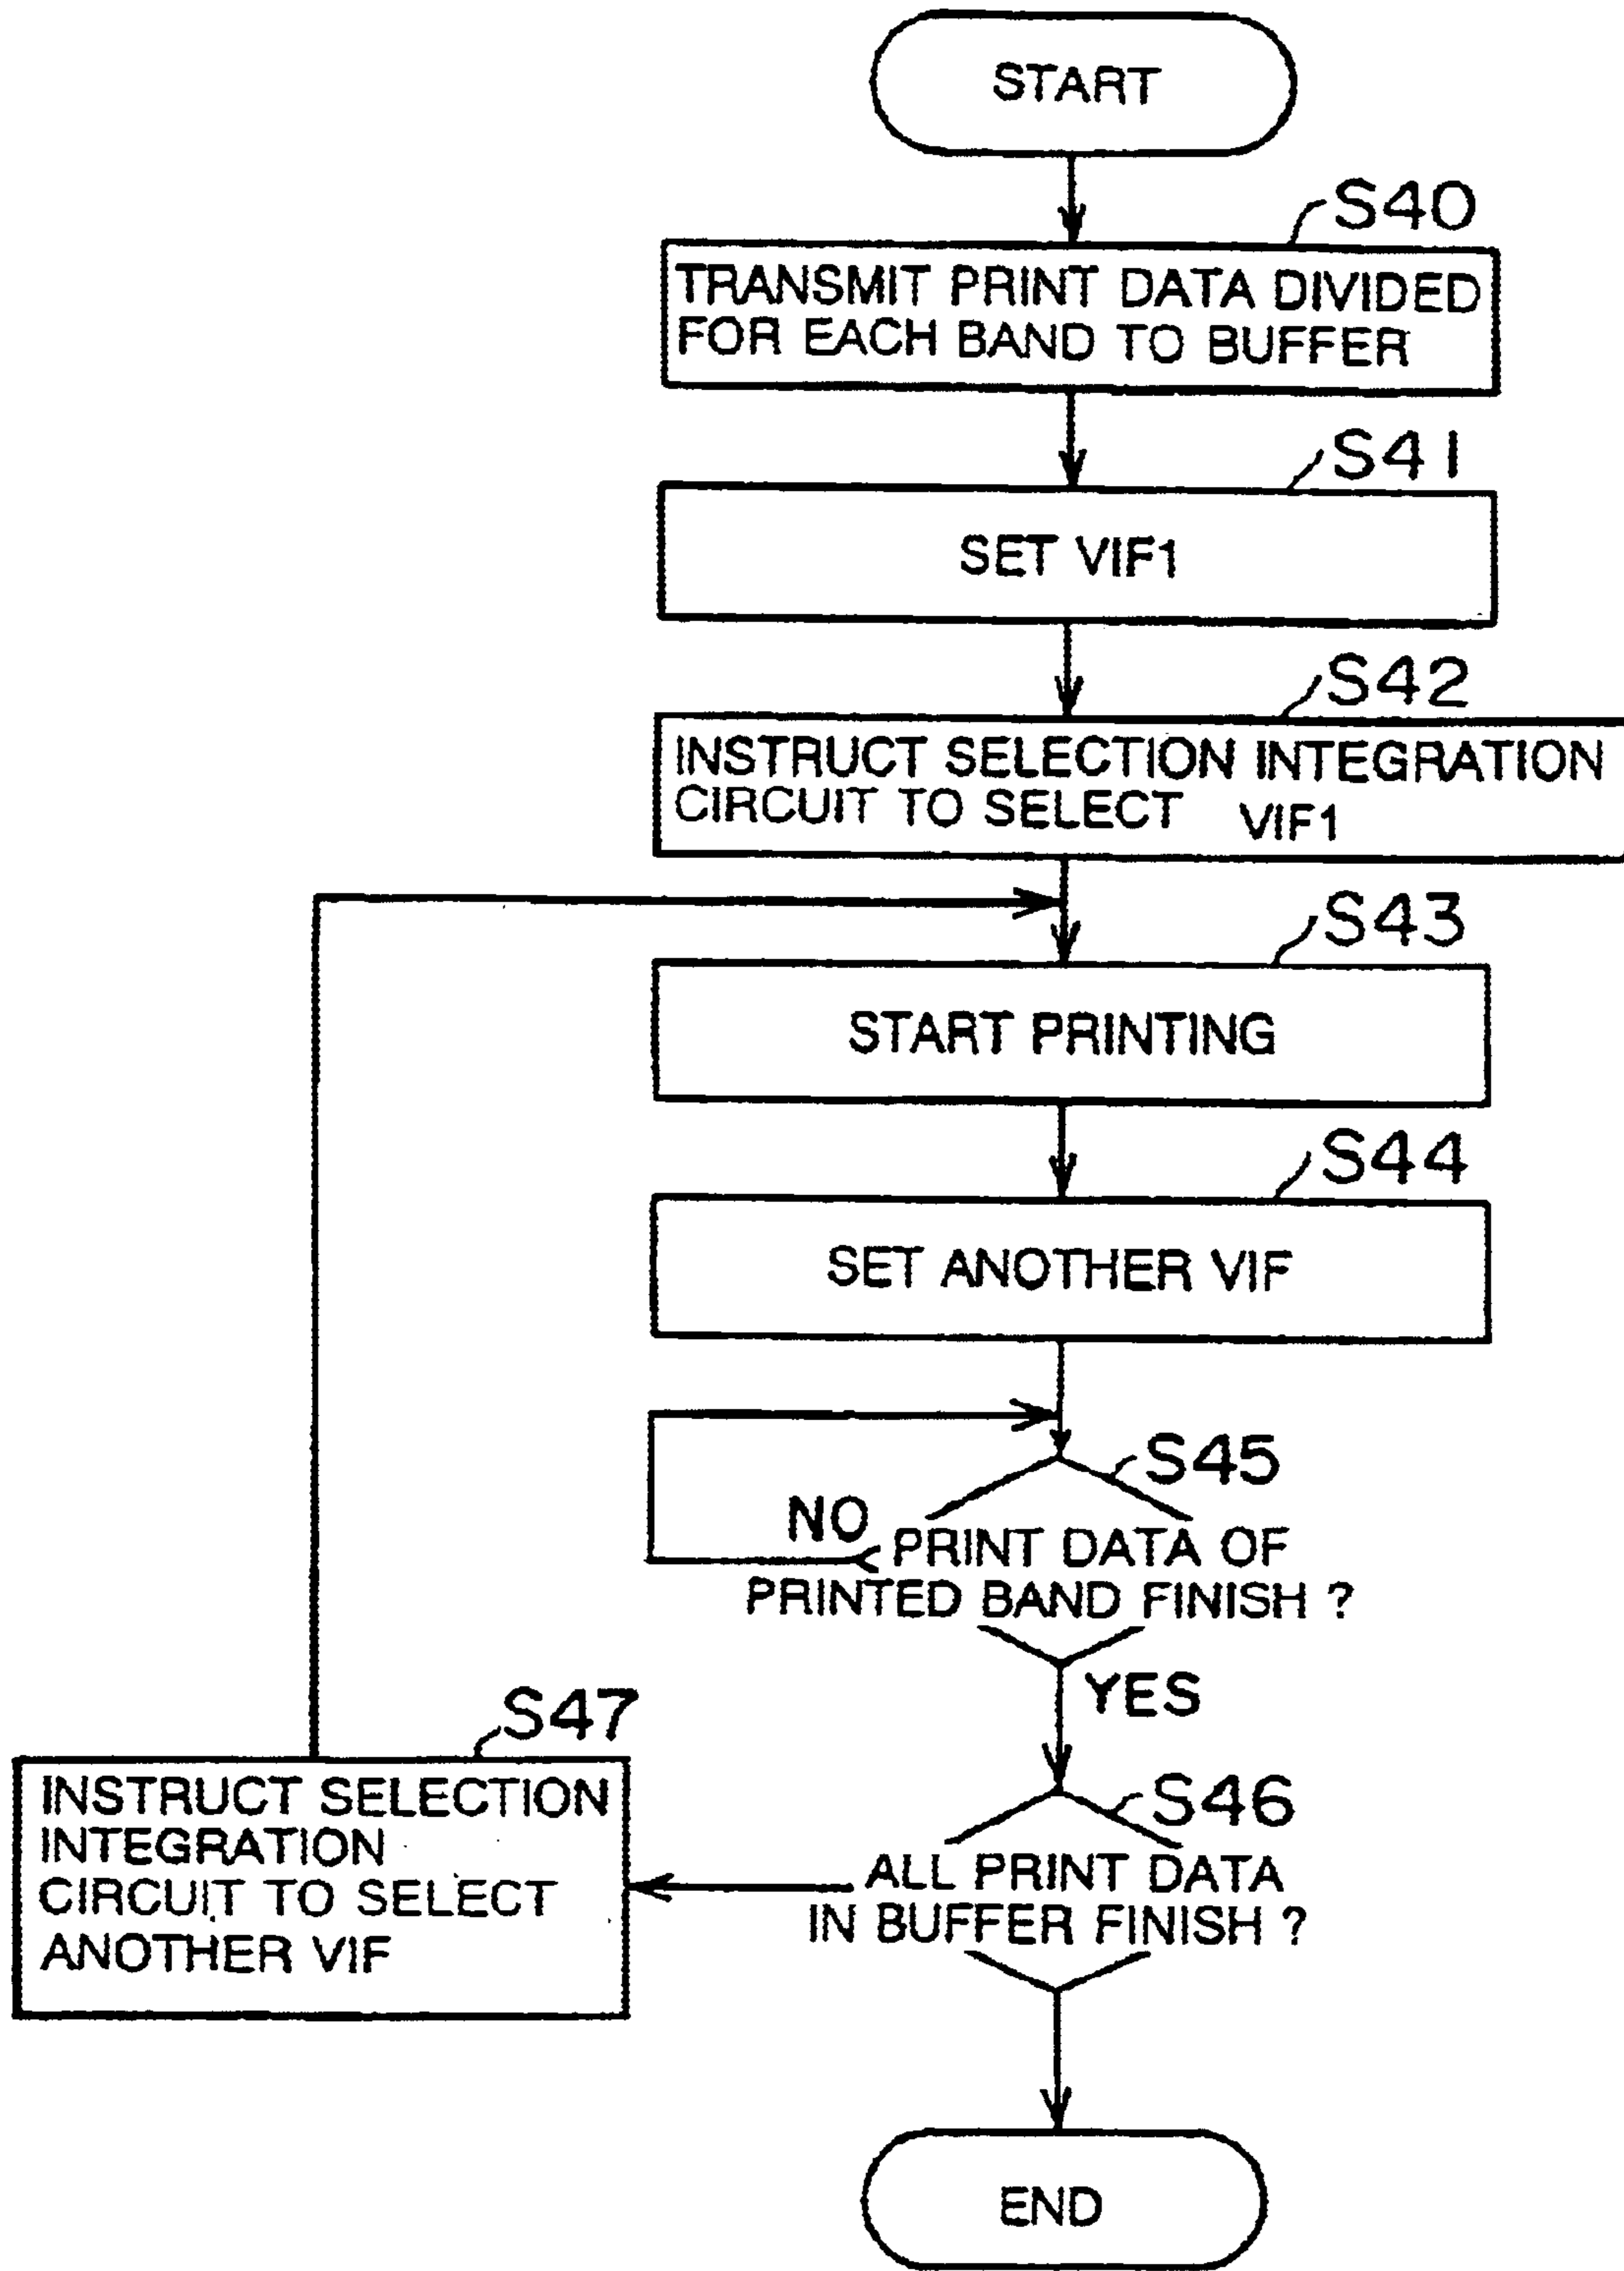 START
S40
TRANSMIT PRINT DATA DIVIDED
FOR EACH BAND TO BUFFER
S41
SET VIF1
S42
INSTRUCT SELECTION INTEGRATION
CIRCUIT TO SELECT VIF1
S43
START PRINTING
S44
SET ANOTHER VIF
S45
NO
PRINT DATA OF
PRINTED BAND FINISH ?
YES
S46
ALL PRINT DATA
IN BUFFER FINISH ?
S47
INSTRUCT SELECTION
INTEGRATION
CIRCUIT TO SELECT
ANOTHER VIF
END